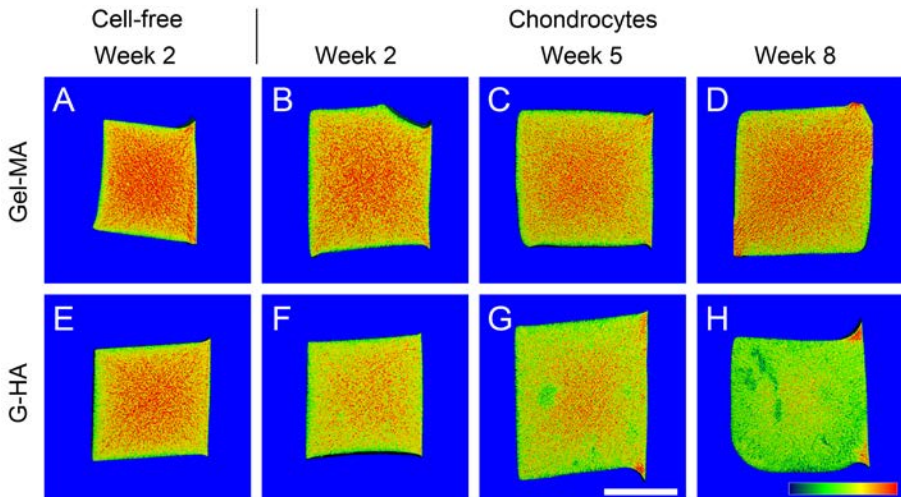 Cell-free
Chondrocytes
Week 2
Week 2
Week 5
Week 8
Gel-MA
A
B
C
D
G-HA
E
F
G
H